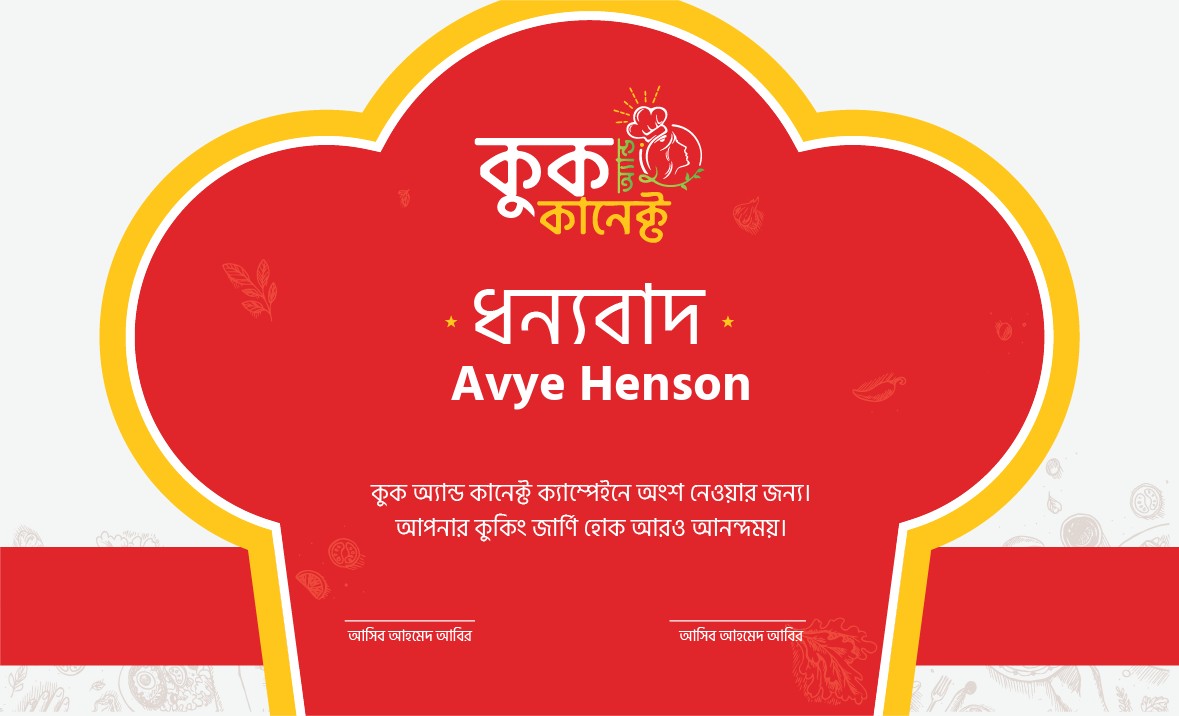 কুক অ্যান্ড
কানেক্ট
ধন্যবাদ
Avye Henson
কুক অ্যান্ড কানেক্ট ক্যাম্পেইনে অংশ নেওয়ার জন্য।
আপনার কুকিং জার্ণি হোক আরও আনন্দময়।
আসিব আহমেদ আবির
আসিব আহমেদ আবির